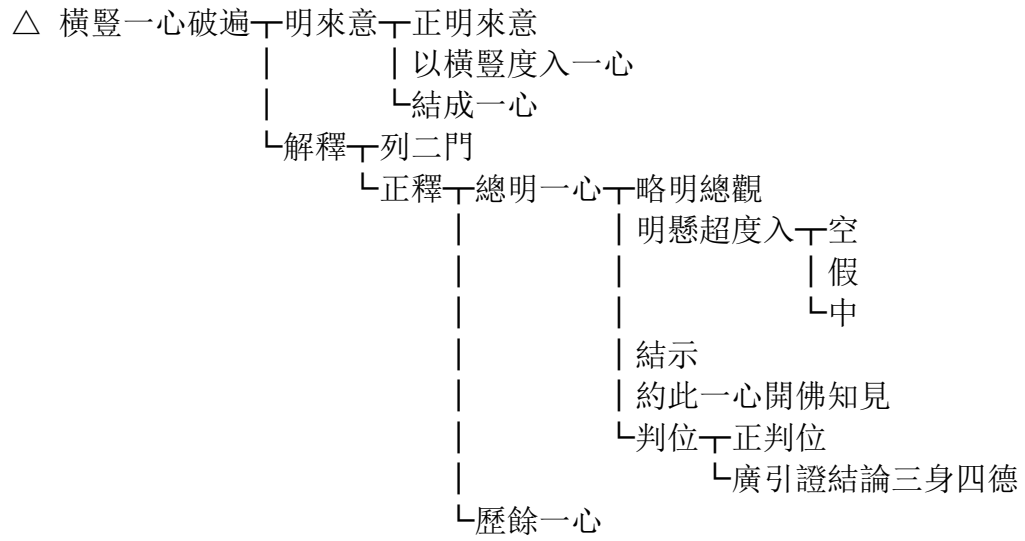 △ 橫豎一心破遍┬明來意┬正明來意
│以橫豎度入一心
└結成一心
└解釋┬列二門
└正釋┬總明一心┬略明總觀
│明懸超度入┬空
│假
└中
│結示
│約此一心開佛知見
└判位┬正判位
└廣引證結論三身四德
└歷餘一心